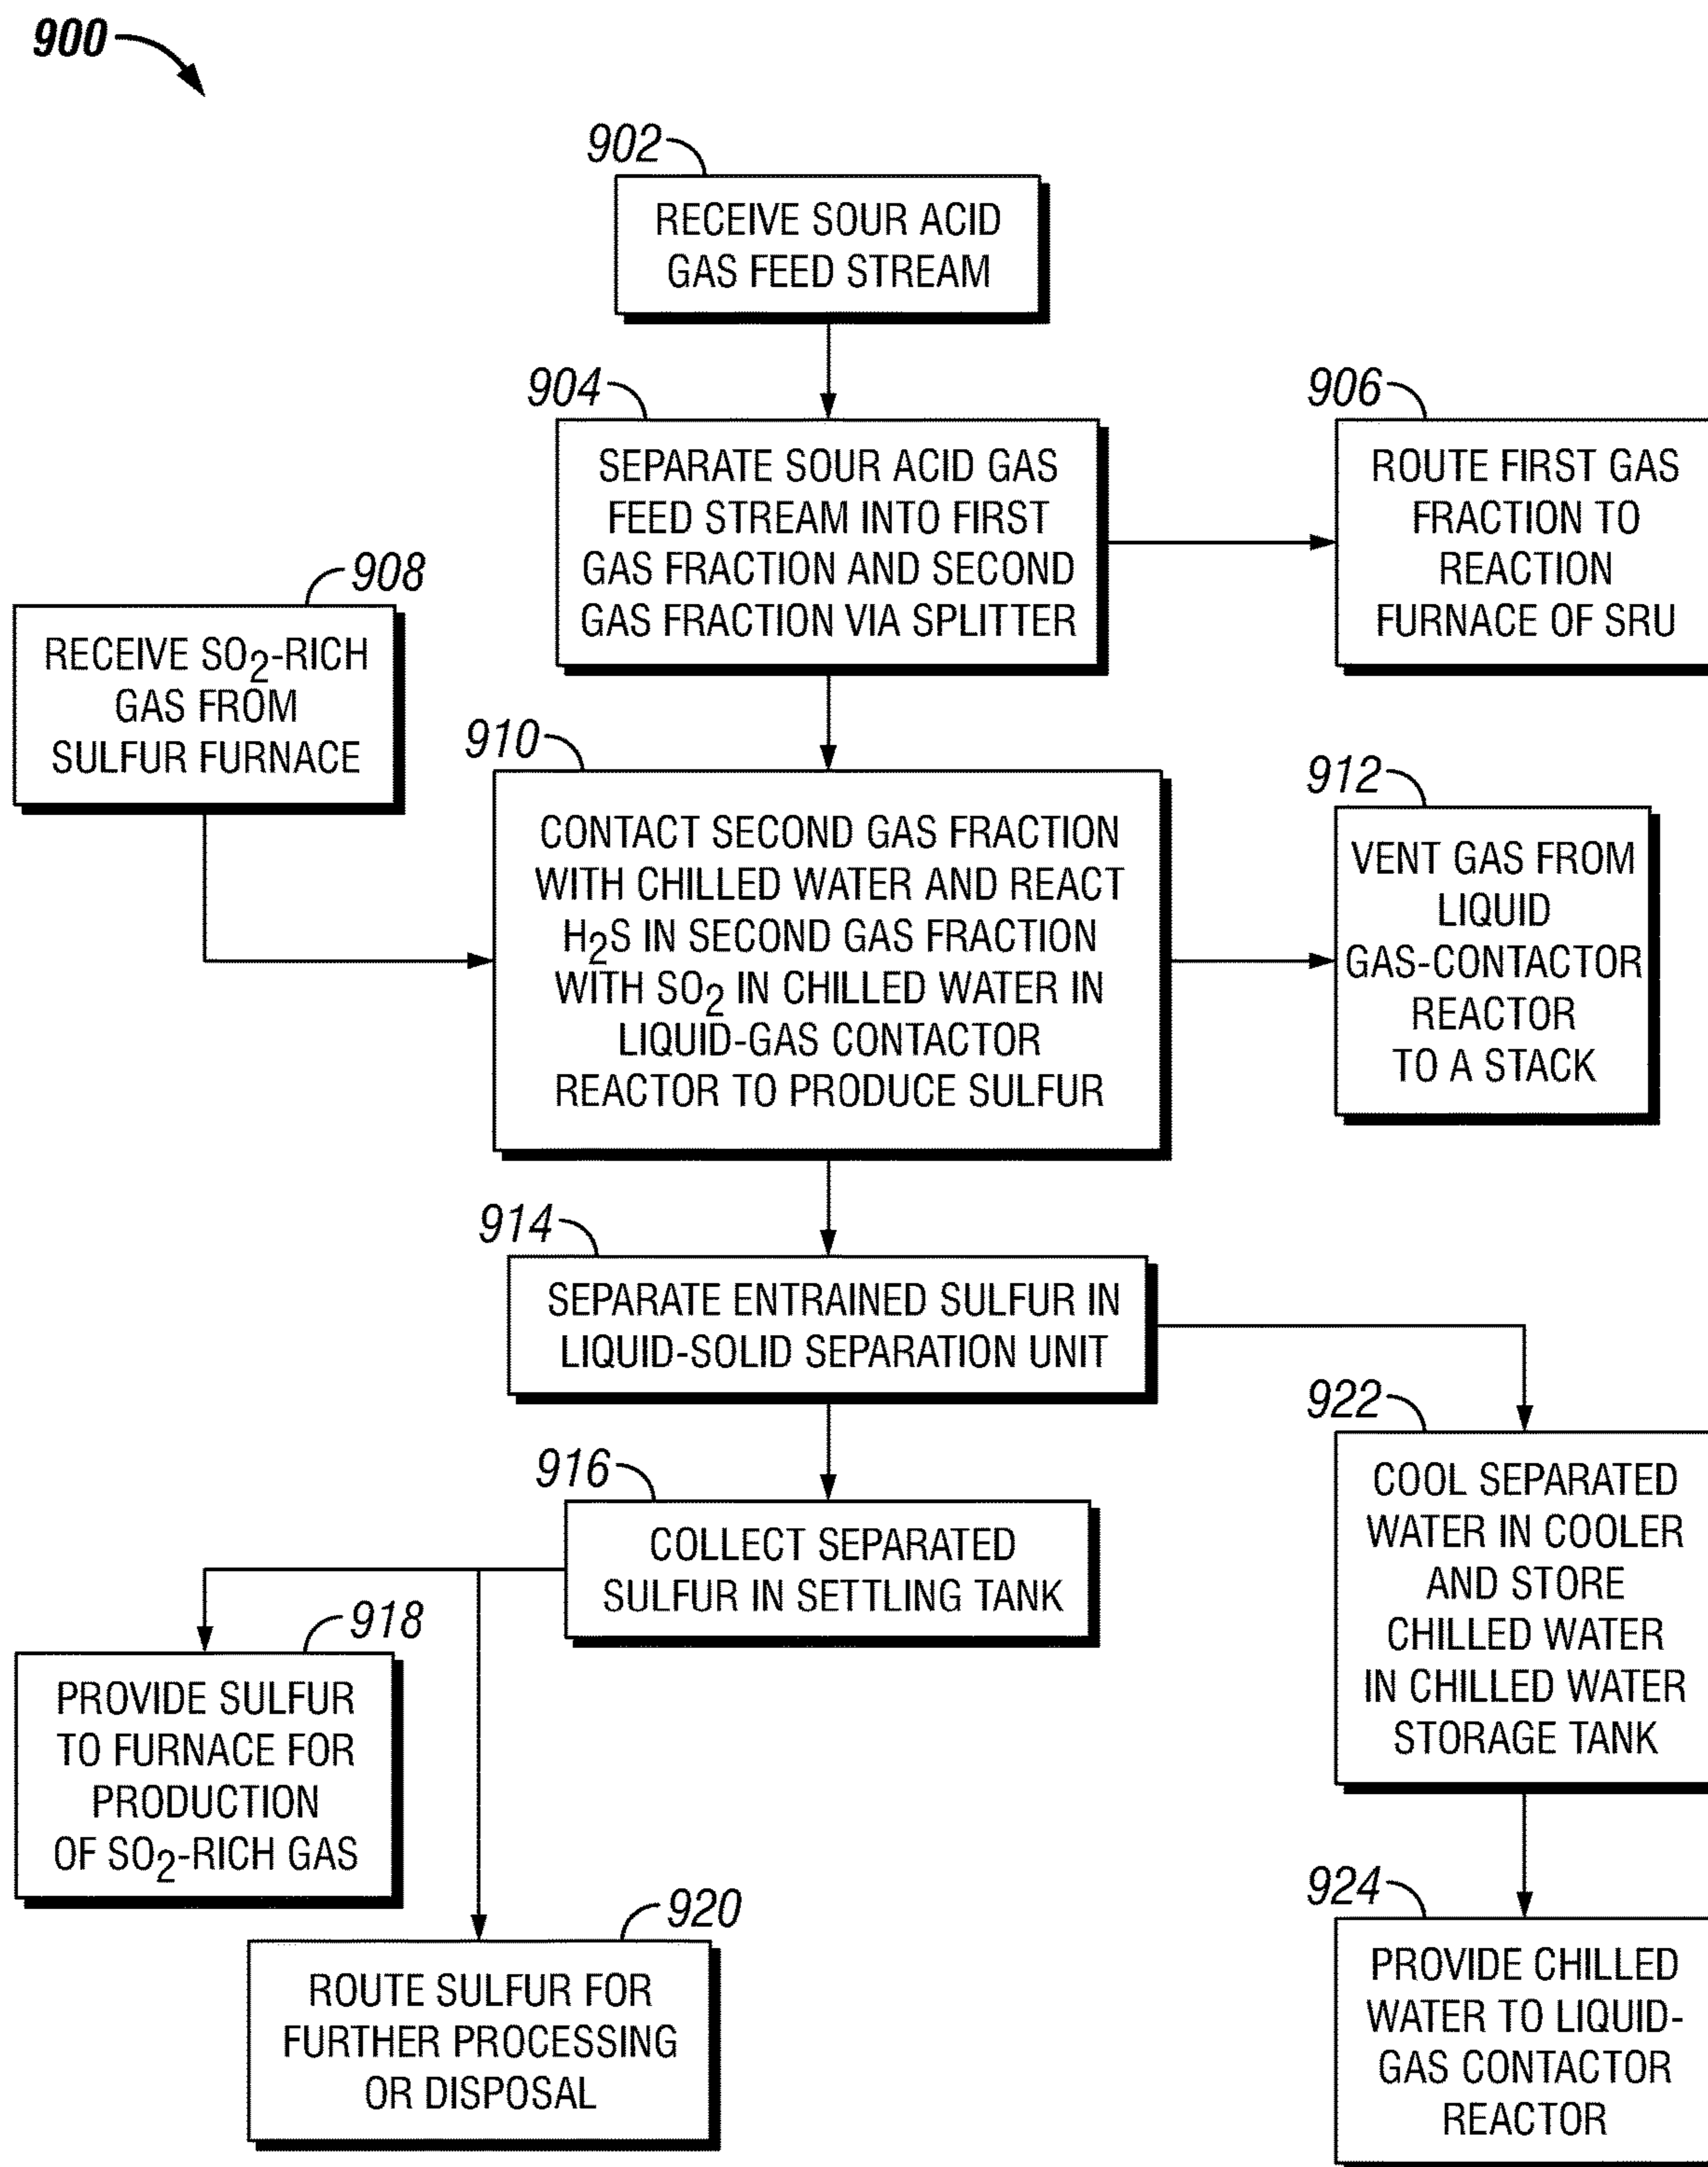 900
902
RECEIVE SOUR ACID
GAS FEED STREAM
904
SEPARATE SOUR ACID GAS
FEED STREAM INTO FIRST
GAS FRACTION AND SECOND
GAS FRACTION VIA SPLITTER
906
ROUTE FIRST GAS
FRACTION TO
REACTION
FURNACE OF SRU
908
RECEIVE SO2-RICH
GAS FROM
SULFUR FURNACE
910
CONTACT SECOND GAS FRACTION
WITH CHILLED WATER AND REACT
H2S IN SECOND GAS FRACTION
WITH SO2 IN CHILLED WATER IN
LIQUID-GAS CONTACTOR
REACTOR TO PRODUCE SULFUR
912
VENT GAS FROM
LIQUID
GAS-CONTACTOR
REACTOR
TO A STACK
914
SEPARATE ENTRAINED SULFUR IN
LIQUID-SOLID SEPARATION UNIT
916
COLLECT SEPARATED
SULFUR IN SETTLING TANK
918
PROVIDE SULFUR
TO FURNACE FOR
PRODUCTION
OF SO2-RICH GAS
920
ROUTE SULFUR FOR
FURTHER PROCESSING
OR DISPOSAL
922
COOL SEPARATED
WATER IN COOLER
AND STORE
CHILLED WATER
IN CHILLED WATER
STORAGE TANK
924
PROVIDE CHILLED
WATER TO LIQUID-
GAS CONTACTOR
REACTOR